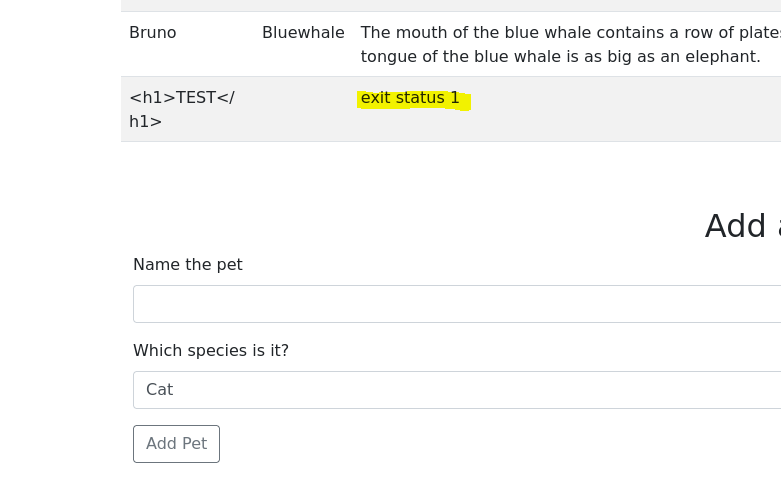 Bruno
Bluewhale
The mouth of the blue whale contains a row of plates
tongue of the blue whale is as big as an elephant.
<h1>TEST</
h1>
exit status 1
Add
Name the pet
Which species is it?
Cat
Add Pet